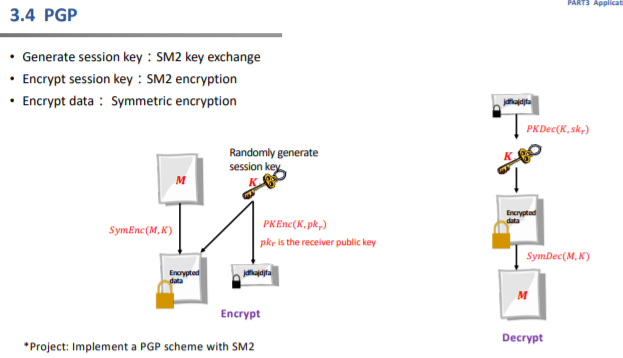 PART3 Applicat
3.4 PGP
• Generate session key：SM2 key exchange
• Encrypt session key：SM2 encryption
• Encrypt data： Symmetric encryption
Randomly generate
session key
K
M
SymEnc(M,K)
PKEnc(K,pkᵣ)
pkᵣ is the receiver public key
Encrypted
data
jdfkajdjfa
Encrypt
jdfkajdjfa
PKDec(K,skᵣ)
K
Encrypted
data
SymDec(M,K)
M
Decrypt
*Project: Implement a PGP scheme with SM2